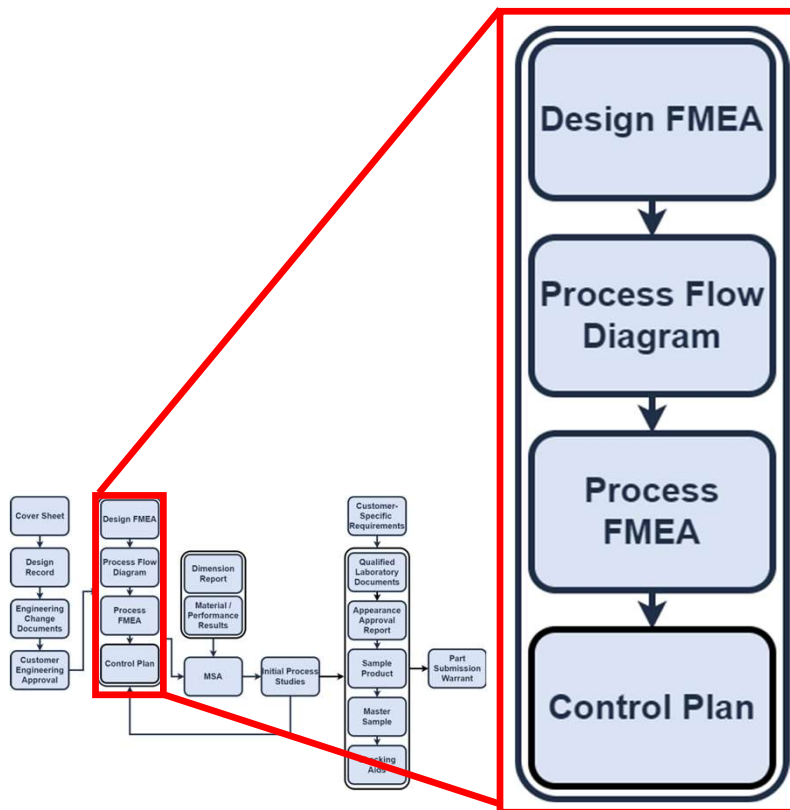 Design FMEA
Process Flow
Diagram
Process
FMEA
Control Plan
Cover Sheet
Design
Record
Engineering
Change
Documents
Customer
Engineering
Approval
Design FMEA
Process Flow
Diagram
Process
FMEA
Control Plan
Dimension
Report
Material /
Performance
Results
MSA
Initial Process
Studies
Customer-
Specific
Requirements
Qualified
Laboratory
Documents
Appearance
Approval
Report
Sample
Product
Master
Sample
Aids
Part
Submission
Warrant